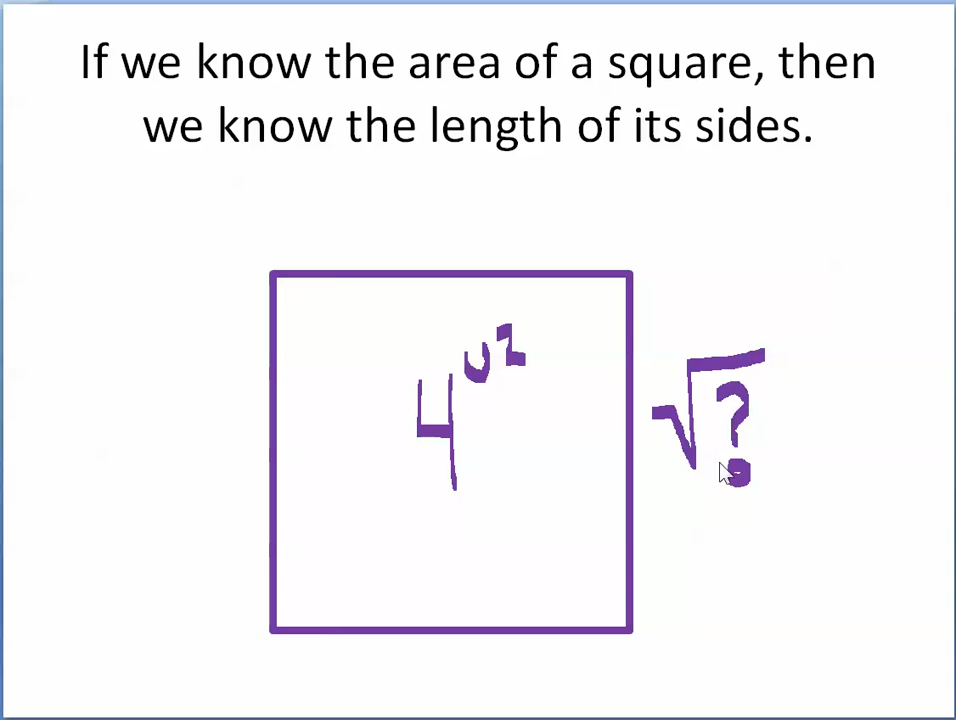 If we know the area of a square, then
we know the length of its sides.
4 u²
√?